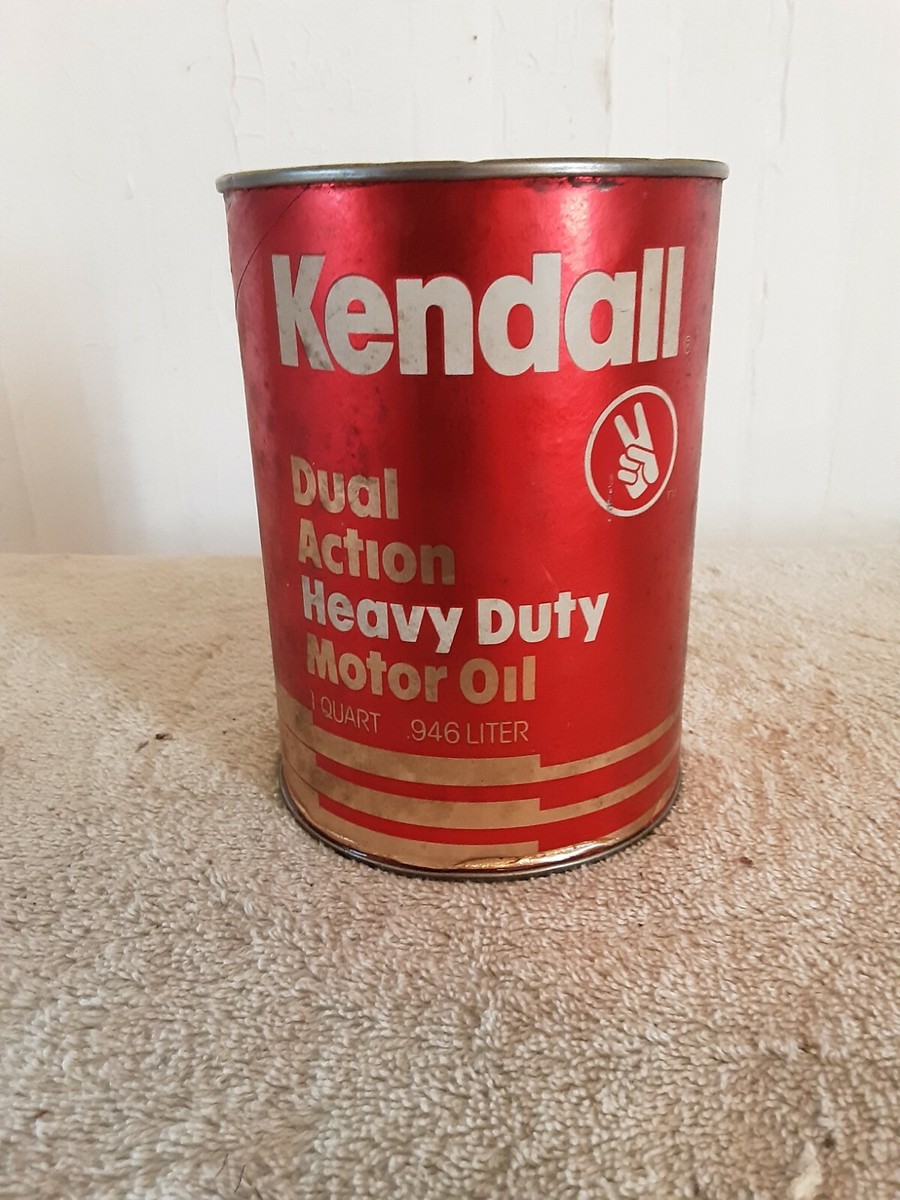 Kendall
Dual
Action
Heavy Duty
Motor Oil
1 QUART .946 LITER